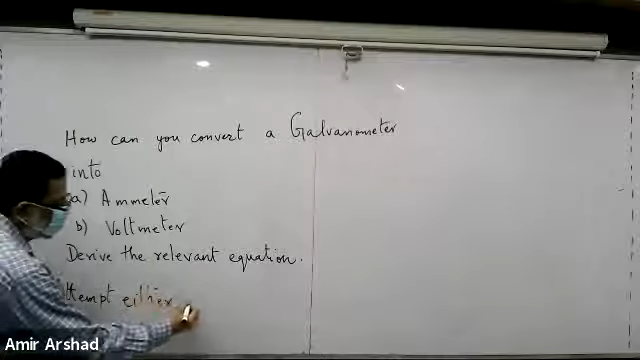 How can you convert a Galvanometer
into
a) Ammeter
b) Voltmeter
Derive the relevant equation.
ttempt either
Amir Arshad